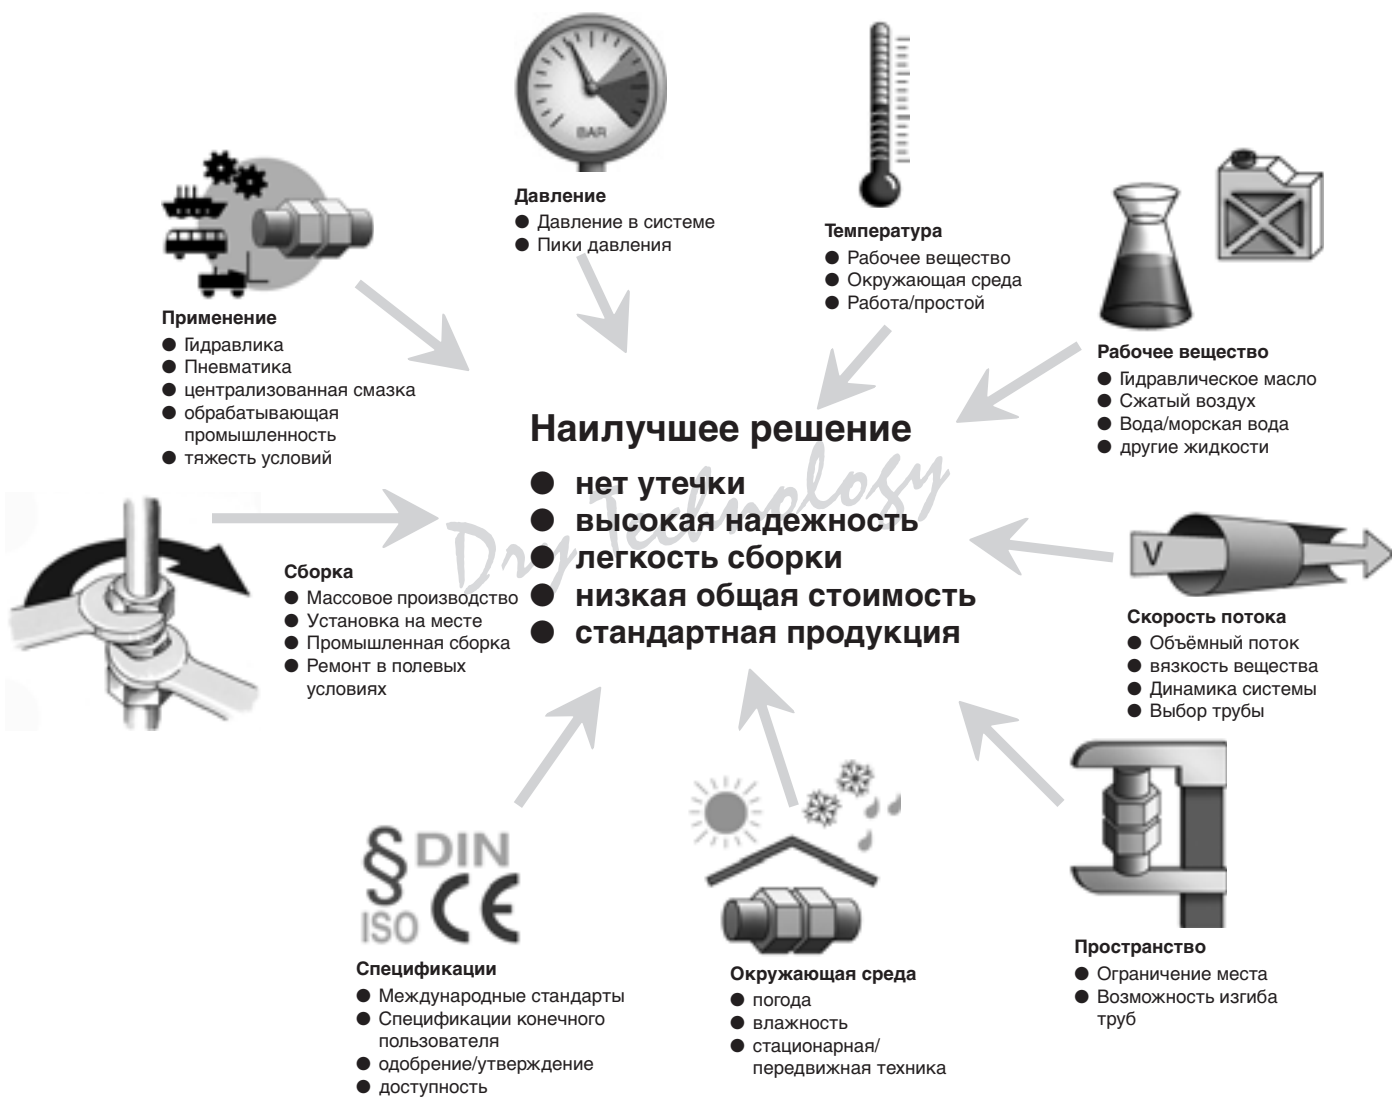 BAR
Давление
● Давление в системе
● Пики давления
Температура
● Рабочее вещество
● Окружающая среда
● Работа/простой
Применение
● Гидравлика
● Пневматика
● централизованная смазка
● обрабатывающая
промышленность
● тяжесть условий
Рабочее вещество
● Гидравлическое масло
● Сжатый воздух
● Вода/морская вода
● другие жидкости
Наилучшее решение
● нет утечки
● высокая надежность
● легкость сборки
● низкая общая стоимость
● стандартная продукция
Dry Technology
Сборка
● Массовое производство
● Установка на месте
● Промышленная сборка
● Ремонт в полевых
условиях
V
Скорость потока
● Объёмный поток
● вязкость вещества
● Динамика системы
● Выбор трубы
§ DIN
ISO CE
Спецификации
● Международные стандарты
● Спецификации конечного
пользователя
● одобрение/утверждение
● доступность
Окружающая среда
● погода
● влажность
● стационарная/
передвижная техника
Пространство
● Ограничение места
● Возможность изгиба
труб